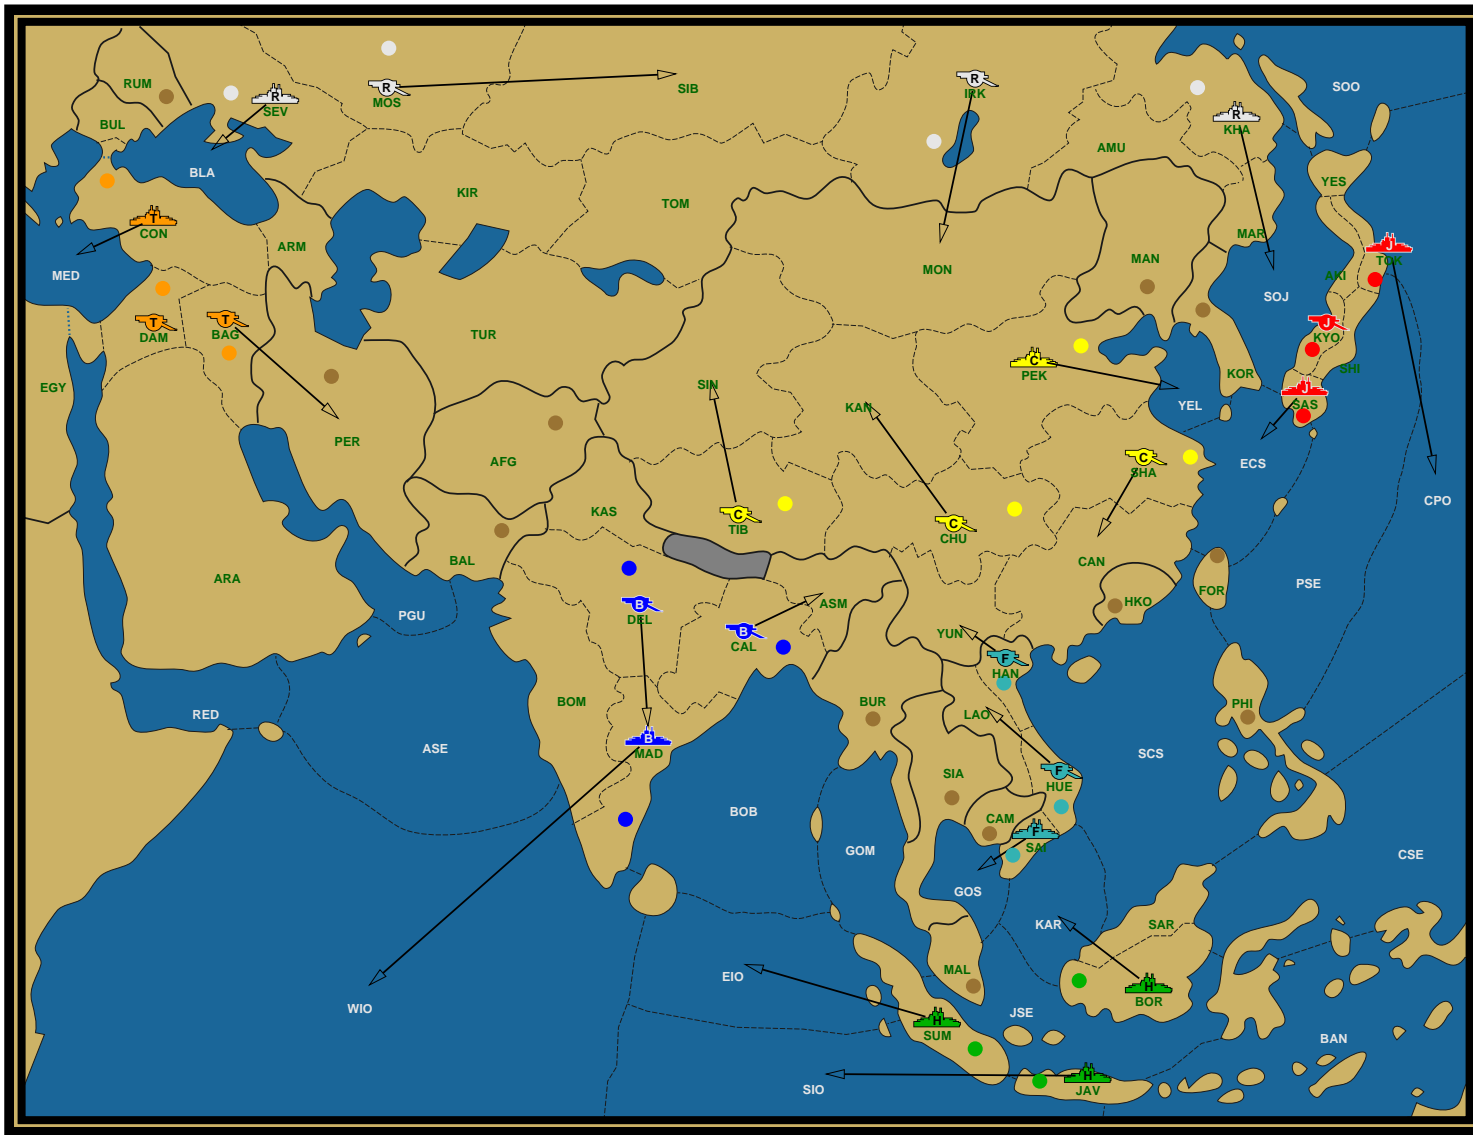 SOO
RUM
R
SEV
R
MOS
SIB
R
IRK
R
KHA
BUL
BLA
AMU
YES
KIR
TOM
T
CON
ARM
MAR
J
TOK
MED
MAN
MON
AKI
SOJ
T
DAM
T
BAG
TUR
J
KYO
C
PEK
SHI
KOR
EGY
SIN
KAN
YEL
J
SAS
PER
AFG
C
SHA
ECS
CPO
KAS
C
TIB
C
CHU
BAL
CAN
ARA
PGU
B
DEL
ASM
HKO
FOR
PSE
B
CAL
YUN
F
HAN
RED
BOM
BUR
LAO
PHI
ASE
B
MAD
SCS
SIA
F
HUE
BOB
CAM
F
SAI
GOM
GOS
CSE
KAR
SAR
EIO
MAL
H
BOR
WIO
JSE
H
SUM
BAN
SIO
H
JAV